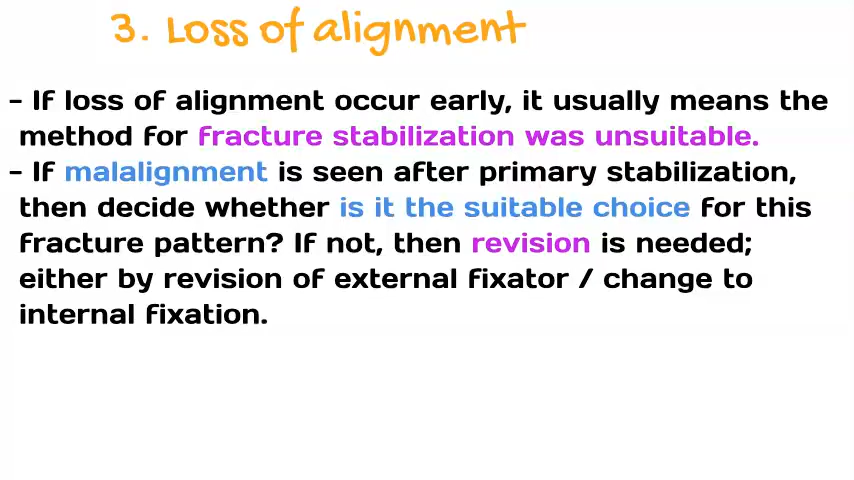 3. Loss of alignment
- If loss of alignment occur early, it usually means the
method for fracture stabilization was unsuitable.
- If malalignment is seen after primary stabilization,
then decide whether is it the suitable choice for this
fracture pattern? If not, then revision is needed;
either by revision of external fixator / change to
internal fixation.